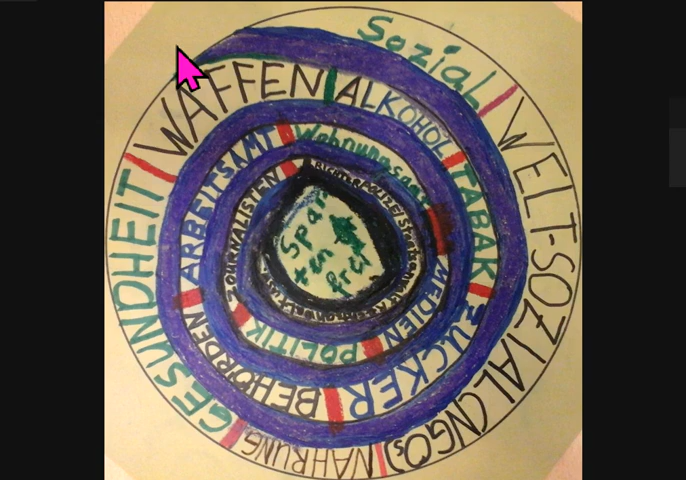 Sozial
WELT-SOZIAL (NGOs)
NAHRUNG
GESUNDHEIT
WAFFEN
ALKOHOL
TABAK
ZUCKER
BEHÖRDEN
ARBEITSAMT
Wohnungsamt
MEDIEN
POLITIK
JOURNALISTEN
RICHTER
Spar
ten
frei